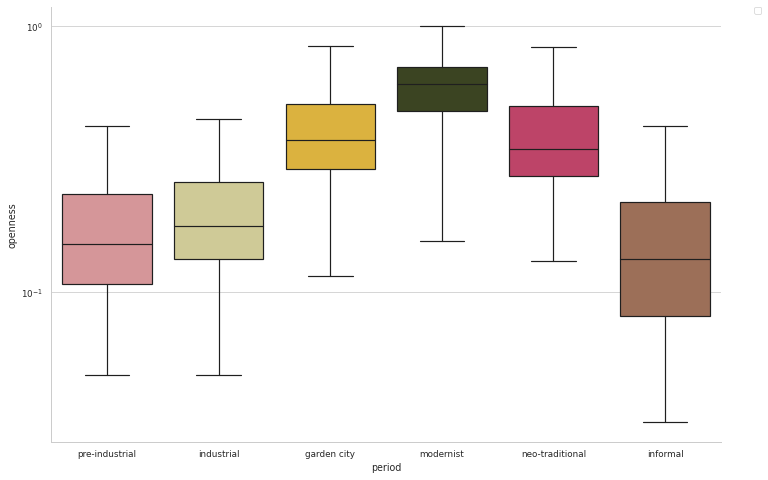 10⁰
openness
10⁻¹
pre-industrial industrial garden city modernist neo-traditional informal
period